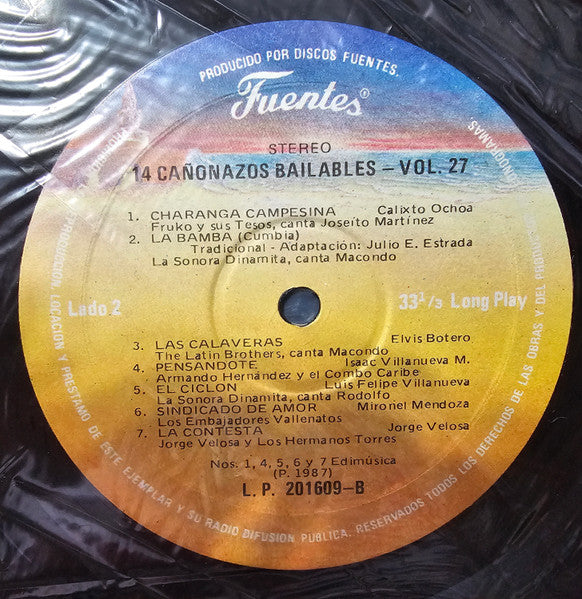 PRODUCIDO POR DISCOS FUENTES.
Fuentes®
STEREO
14 CAÑONAZOS BAILABLES - VOL. 27
1. CHARANGA CAMPESINA Calixto Ochoa
Fruko y sus Tesos, canta Joseíto Martínez
2. LA BAMBA (Cumbia)
Tradicional - Adaptación: Julio E. Estrada
La Sonora Dinamita, canta Macondo
Lado 2
33 1/3 Long Play
3. LAS CALAVERAS Elvis Botero
The Latin Brothers, canta Macondo
4. PENSANDOTE Isaac Villanueva M.
Armando Hernández y el Combo Caribe
5. EL CICLON Luis Felipe Villanueva
La Sonora Dinamita, canta Rodolfo
6. SINDICADO DE AMOR Mironel Mendoza
Los Embajadores Vallenatos
7. LA CONTESTA Jorge Velosa
Jorge Velosa y Los Hermanos Torres
Nos. 1, 4, 5, 6 y 7 Edimúsica
(P. 1987)
L.P. 201609-B
RESERVADOS TODOS LOS DERECHOS DE LAS OBRAS Y DEL
LOCACION Y PRESTAMO DE ESTE EJEMPLAR Y SU RADIO DIFUSION PUBLICA.